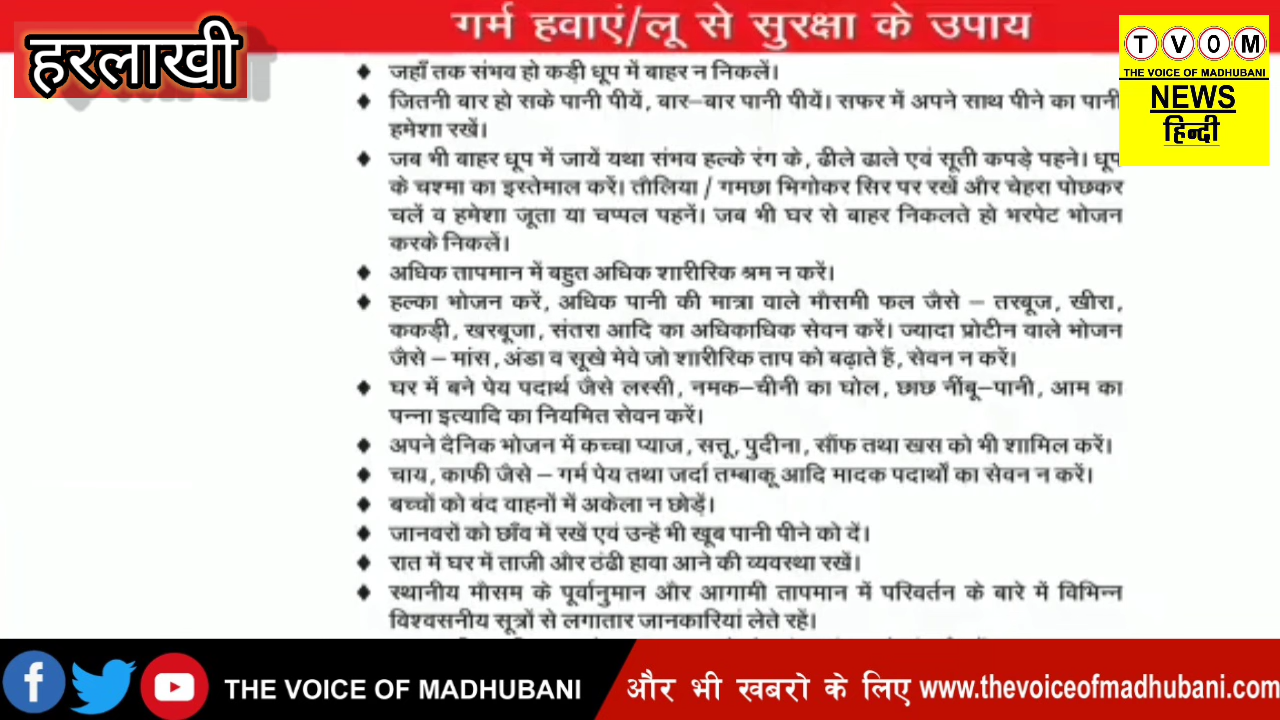 गर्म हवाएं/लू से सुरक्षा के उपाय
हरलाखी
T V O M
THE VOICE OF MADHUBANI
NEWS
हिन्दी
♦ जहाँ तक संभव हो कड़ी धूप में बाहर न निकलें।
♦ जितनी बार हो सके पानी पीयें, बार–बार पानी पीयें। सफर में अपने साथ पीने का पानी
हमेशा रखें।
♦ जब भी बाहर धूप में जायें यथा संभव हल्के रंग के, ढीले ढाले एवं सूती कपड़े पहने। धूप
के चश्मा का इस्तेमाल करें। तौलिया / गमछा भिगोकर सिर पर रखें और चेहरा पोछकर
चलें व हमेशा जूता या चप्पल पहनें। जब भी घर से बाहर निकलते हो भरपेट भोजन
करके निकलें।
♦ अधिक तापमान में बहुत अधिक शारीरिक श्रम न करें।
♦ हल्का भोजन करें, अधिक पानी की मात्रा वाले मौसमी फल जैसे – तरबूज, खीरा,
ककड़ी, खरबूजा, संतरा आदि का अधिकाधिक सेवन करें। ज्यादा प्रोटीन वाले भोजन
जैसे – मांस, अंडा व सूखे मेवे जो शारीरिक ताप को बढ़ाते हैं, सेवन न करें।
♦ घर में बने पेय पदार्थ जैसे लस्सी, नमक–चीनी का घोल, छाछ नींबू–पानी, आम का
पन्ना इत्यादि का नियमित सेवन करें।
♦ अपने दैनिक भोजन में कच्चा प्याज, सत्तू, पुदीना, सौंफ तथा खस को भी शामिल करें।
♦ चाय, काफी जैसे – गर्म पेय तथा जर्दा तम्बाकू आदि मादक पदार्थों का सेवन न करें।
♦ बच्चों को बंद वाहनों में अकेला न छोड़ें।
♦ जानवरों को छाँव में रखें एवं उन्हें भी खूब पानी पीने को दें।
♦ रात में घर में ताजी और ठंढी हावा आने की व्यवस्था रखें।
♦ स्थानीय मौसम के पूर्वानुमान और आगामी तापमान में परिवर्तन के बारे में विभिन्न
विश्वसनीय सूत्रों से लगातार जानकारियां लेते रहें।
THE VOICE OF MADHUBANI
और भी खबरो के लिए www.thevoiceofmadhubani.com